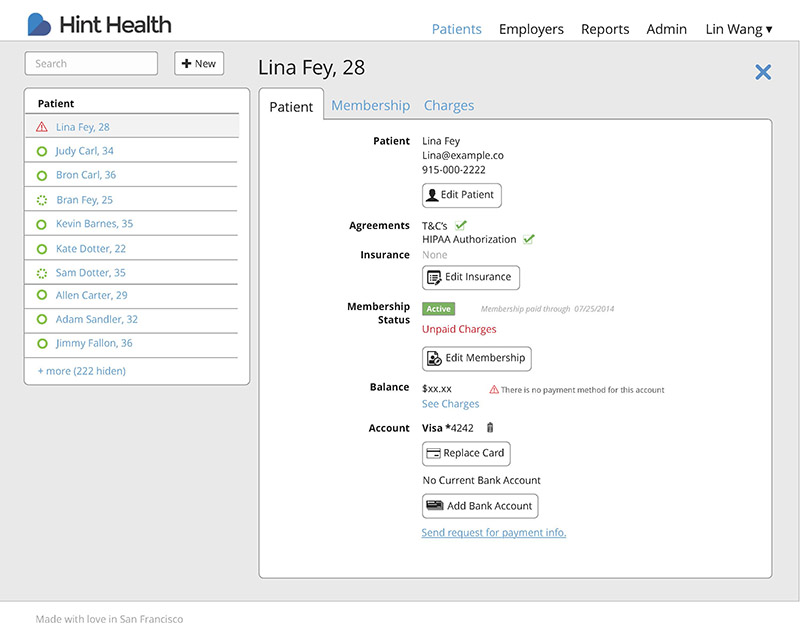 Hint Health
Patients Employers Reports Admin Lin Wang ▾
Search
+ New
Patient
Lina Fey, 28
Judy Carl, 34
Bron Carl, 36
Bran Fey, 25
Kevin Barnes, 35
Kate Dotter, 22
Sam Dotter, 35
Allen Carter, 29
Adam Sandler, 32
Jimmy Fallon, 36
+ more (222 hiden)
Lina Fey, 28
Patient Membership Charges
Patient Lina Fey
Lina@example.co
915-000-2222
Edit Patient
Agreements T&C's
HIPAA Authorization
Insurance None
Edit Insurance
Membership Status Active Membership paid through 07/25/2014
Unpaid Charges
Edit Membership
Balance $xx.xx There is no payment method for this account
See Charges
Account Visa *4242
Replace Card
No Current Bank Account
Add Bank Account
Send request for payment info.
Made with love in San Francisco